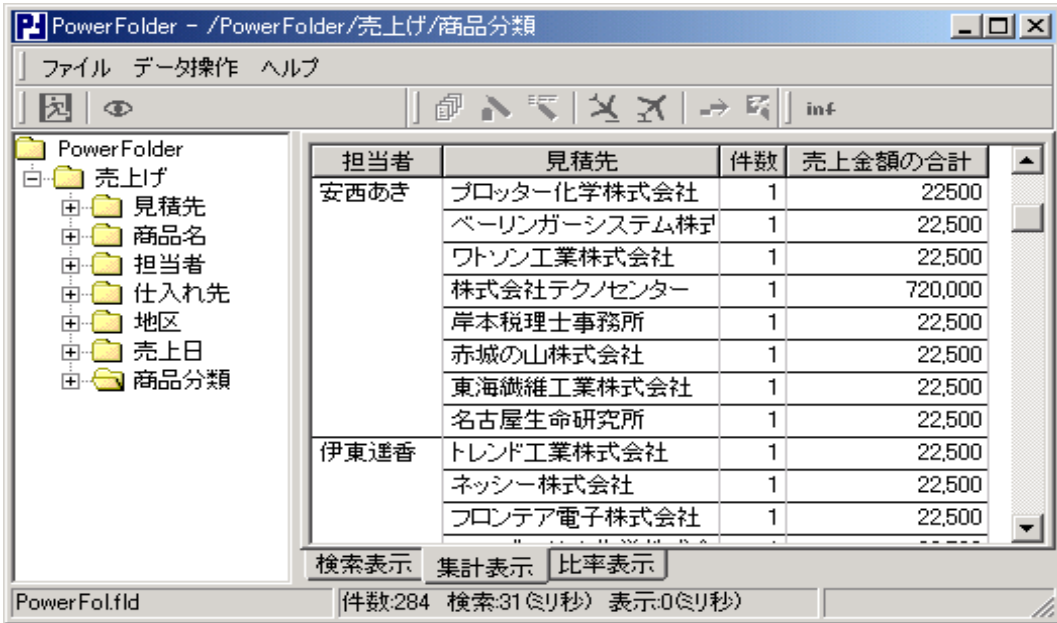 PowerFolder - /PowerFolder/売上げ/商品分類
ファイル データ操作 ヘルプ
inf
PowerFolder
売上げ
見積先
商品名
担当者
仕入れ先
地区
売上日
商品分類
担当者 見積先 件数 売上金額の合計
安西あき プロッター化学株式会社 1 22500
ベーリンガーシステム株式 1 22,500
ワトソン工業株式会社 1 22,500
株式会社テクノセンター 1 720,000
岸本税理士事務所 1 22,500
赤城の山株式会社 1 22,500
東海繊維工業株式会社 1 22,500
名古屋生命研究所 1 22,500
伊東遥香 トレンド工業株式会社 1 22,500
ネッシー株式会社 1 22,500
フロンテア電子株式会社 1 22,500
検索表示 集計表示 比率表示
PowerFol.fld 件数:284 検索:31(ミリ秒) 表示:0(ミリ秒)